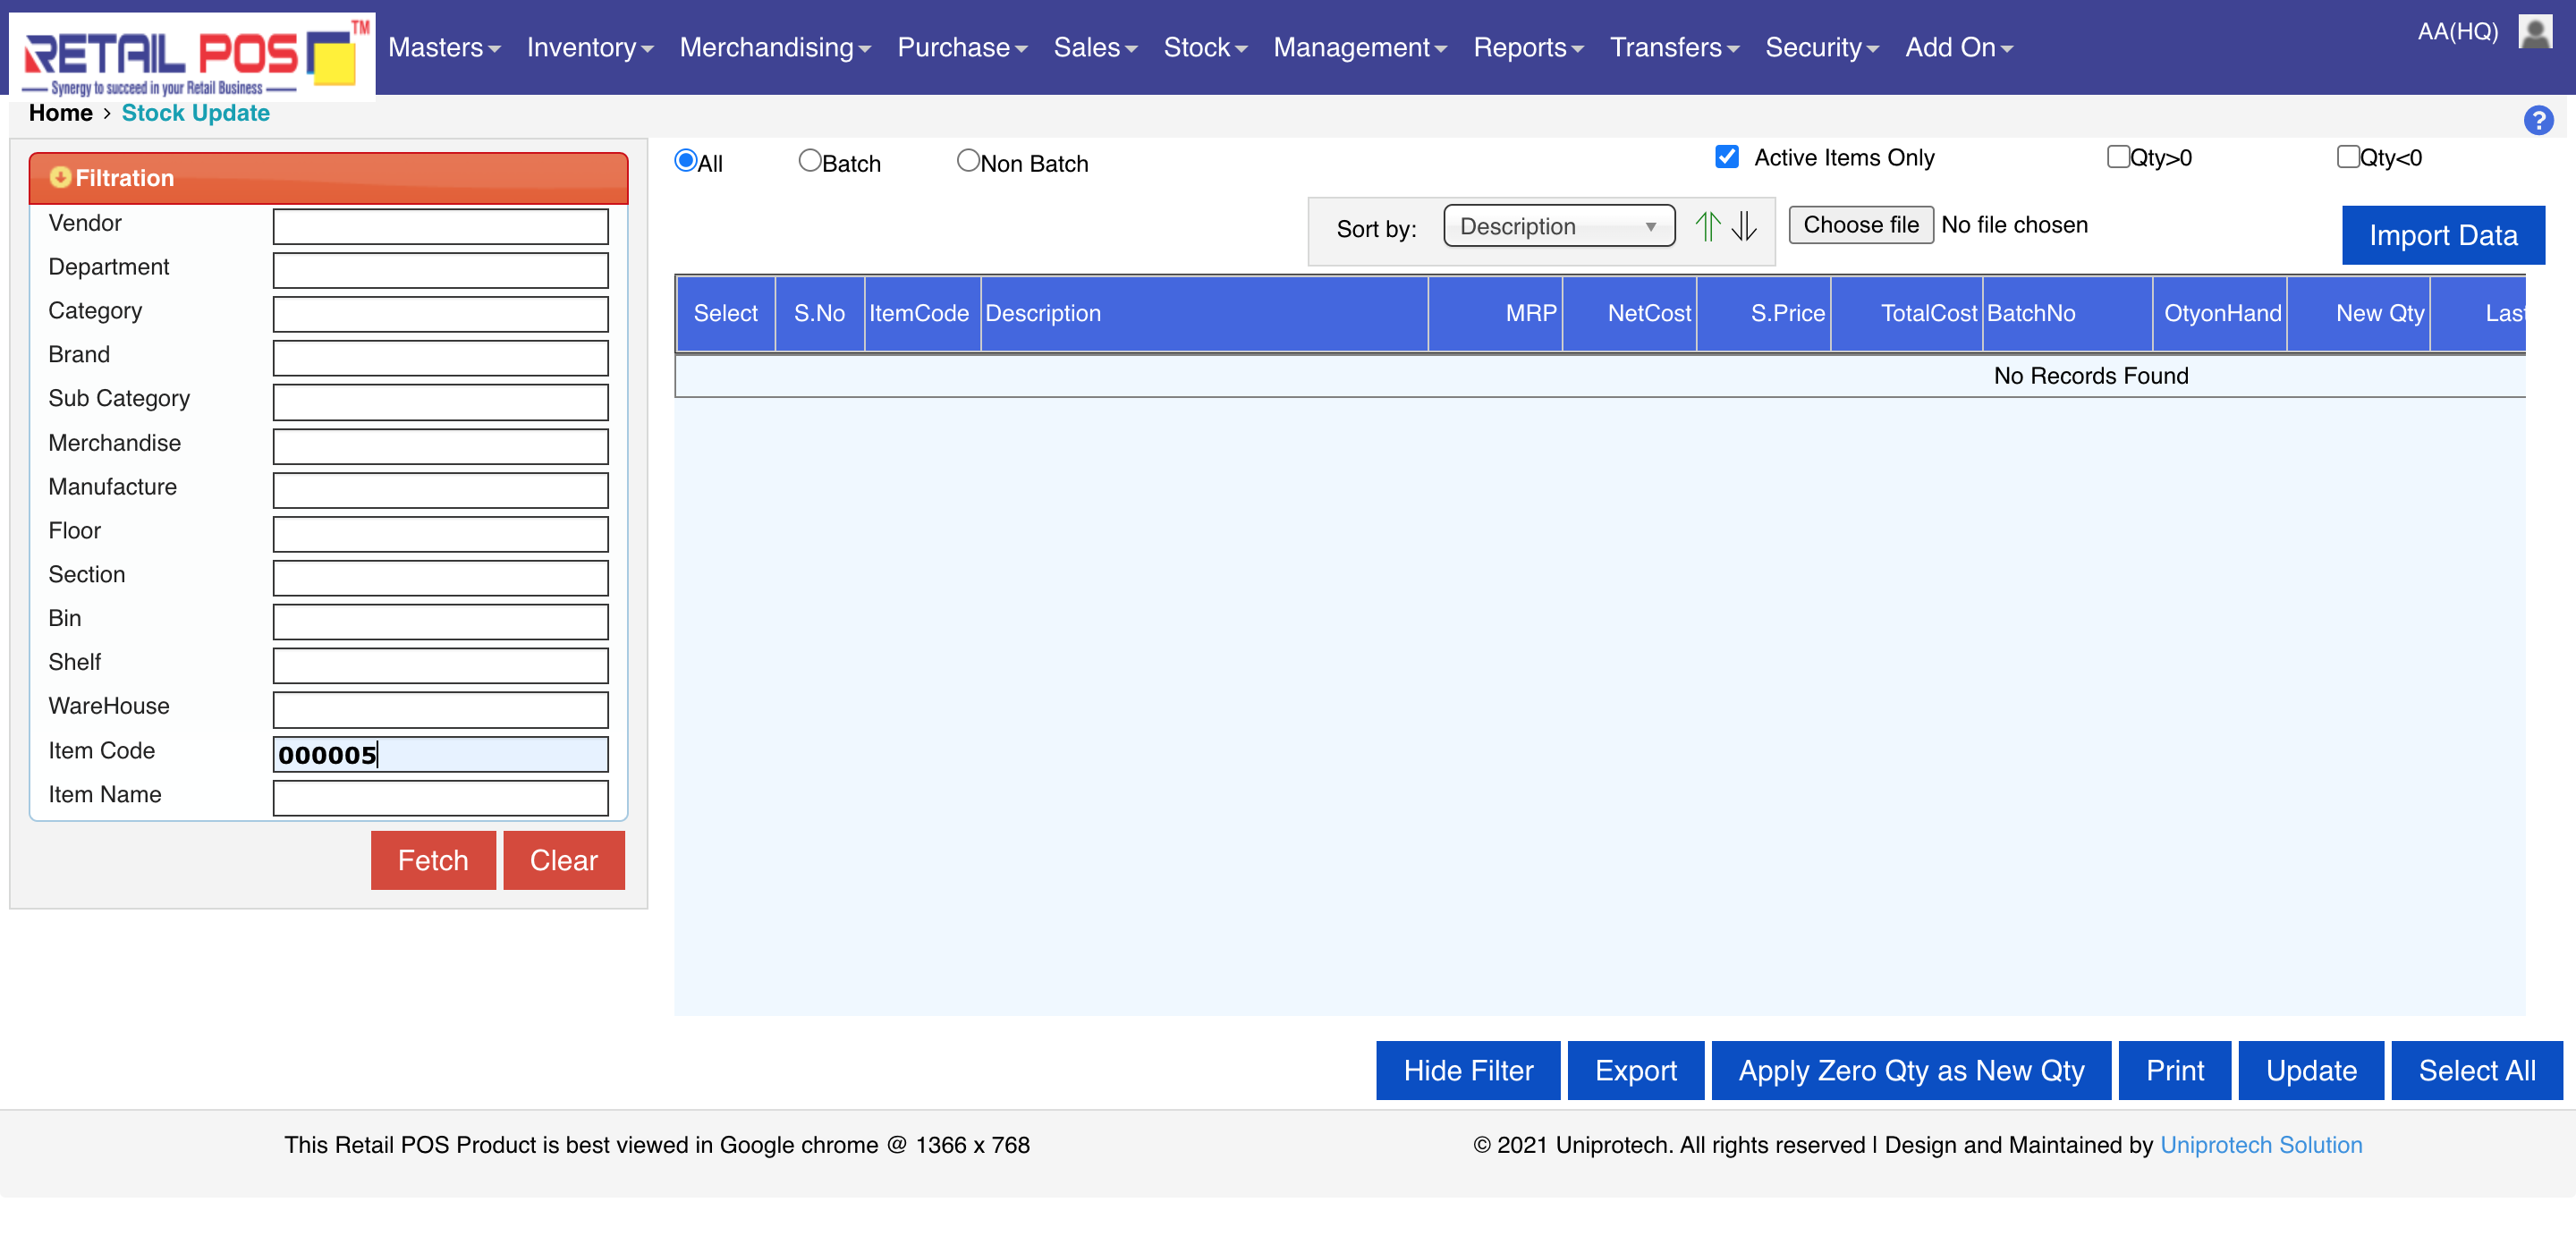 RETAIL POS TM
Synergy to succeed in your Retail Business
Masters Inventory Merchandising Purchase Sales Stock Management Reports Transfers Security Add On
AA(HQ)
Home › Stock Update
?
Filtration
Vendor
Department
Category
Brand
Sub Category
Merchandise
Manufacture
Floor
Section
Bin
Shelf
WareHouse
Item Code 000005
Item Name
Fetch Clear
All Batch Non Batch Active Items Only Qty>0 Qty<0
Sort by: Description Choose file No file chosen Import Data
Select S.No ItemCode Description MRP NetCost S.Price TotalCost BatchNo QtyonHand New Qty Last
No Records Found
Hide Filter Export Apply Zero Qty as New Qty Print Update Select All
This Retail POS Product is best viewed in Google chrome @ 1366 x 768
© 2021 Uniprotech. All rights reserved | Design and Maintained by Uniprotech Solution